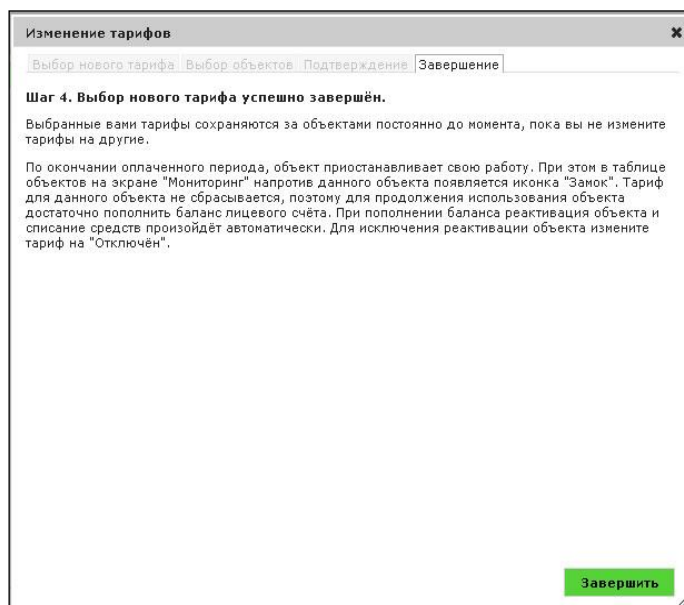 Изменение тарифов
Выбор нового тарифа Выбор объектов Подтверждение Завершение
Шаг 4. Выбор нового тарифа успешно завершён.
Выбранные вами тарифы сохраняются за объектами постоянно до момента, пока вы не измените
тарифы на другие.
По окончании оплаченного периода, объект приостанавливает свою работу. При этом в таблице
объектов на экране "Мониторинг" напротив данного объекта появляется иконка "Замок". Тариф
для данного объекта не сбрасывается, поэтому для продолжения использования объекта
достаточно пополнить баланс лицевого счёта. При пополнении баланса реактивация объекта и
списание средств произойдёт автоматически. Для исключения реактивации объекта измените
тариф на "Отключён".
Завершить